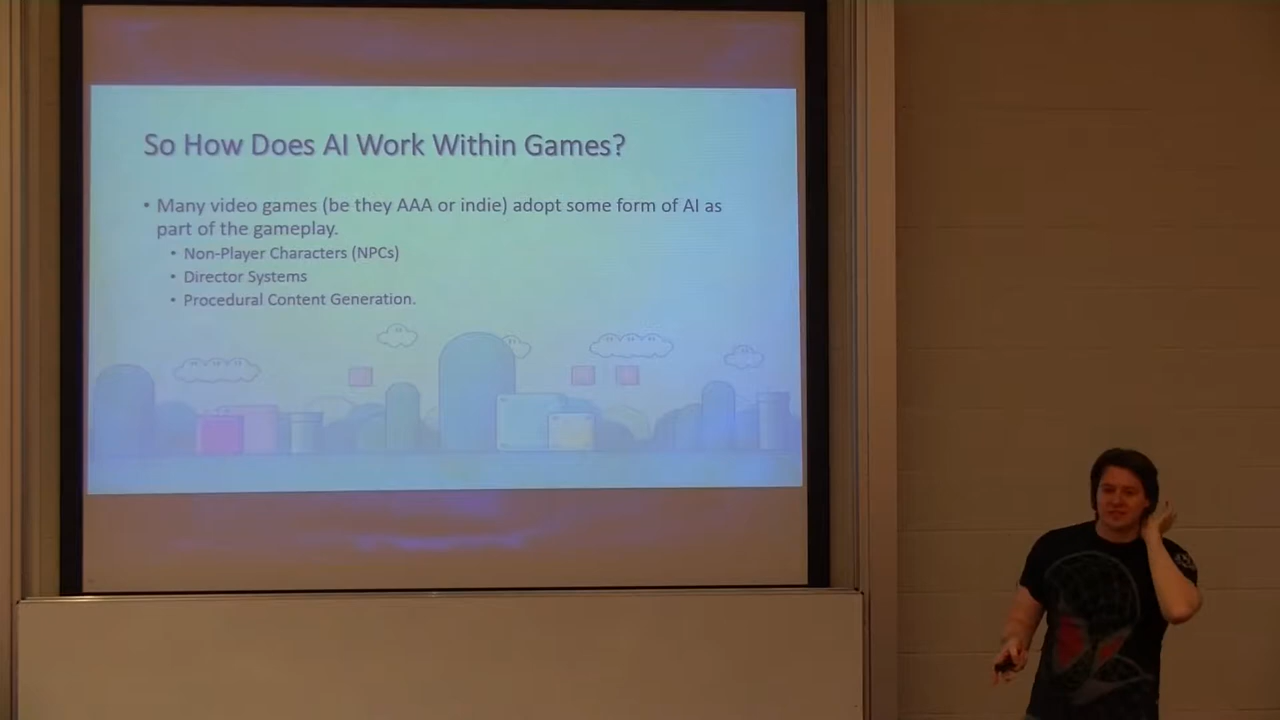 So How Does AI Work Within Games?
• Many video games (be they AAA or indie) adopt some form of AI as
part of the gameplay.
• Non-Player Characters (NPCs)
• Director Systems
• Procedural Content Generation.